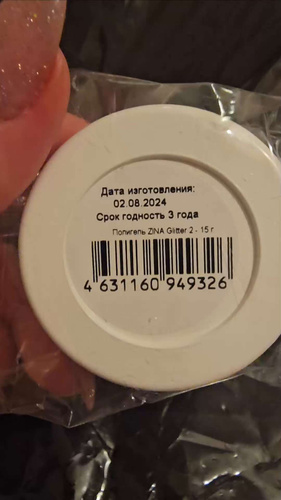 Дата изготовления:
02.08.2024
Срок годность 3 года
Полигель ZINA Glitter 2 - 15 г
4 631160 949326